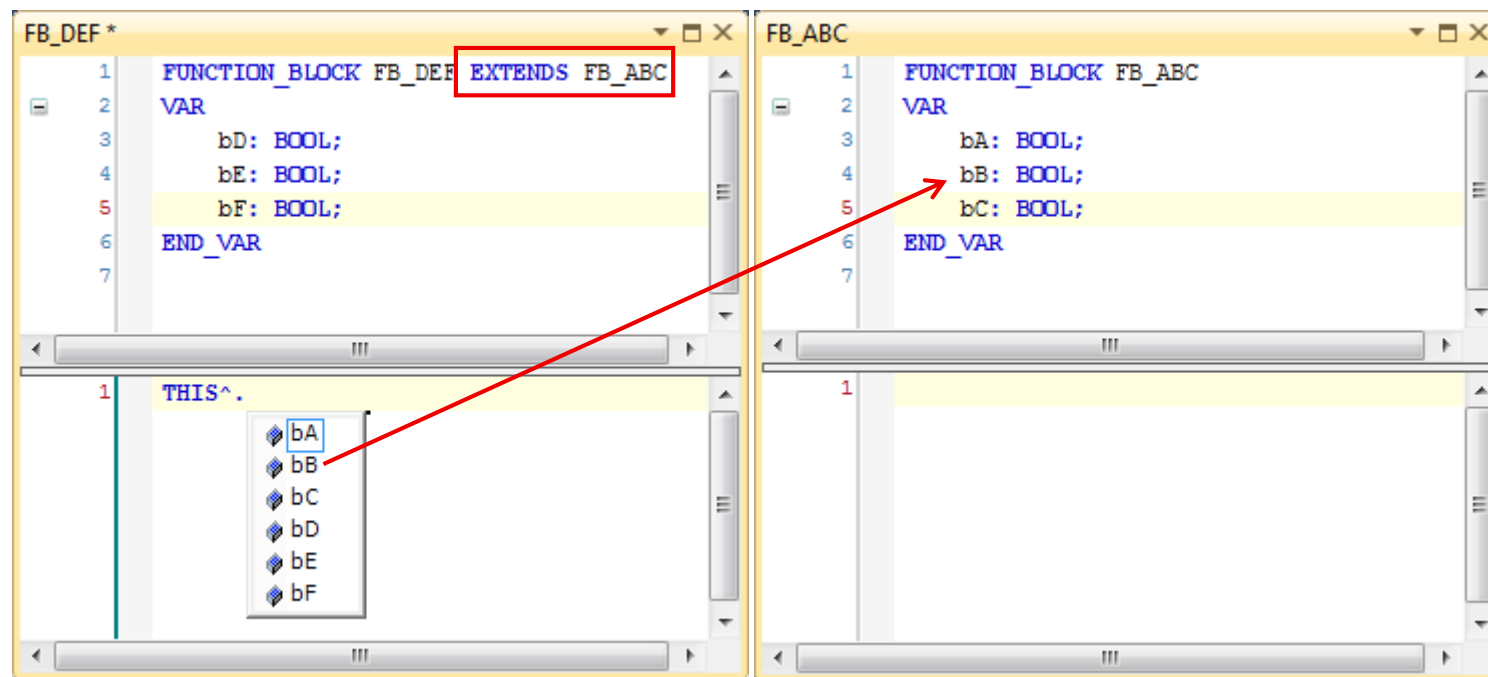 FB_DEF *
1 FUNCTION_BLOCK FB_DEF EXTENDS FB_ABC
2 VAR
3 bD: BOOL;
4 bE: BOOL;
5 bF: BOOL;
6 END_VAR
7
1 THIS^.
bA
bB
bC
bD
bE
bF
FB_ABC
1 FUNCTION_BLOCK FB_ABC
2 VAR
3 bA: BOOL;
4 bB: BOOL;
5 bC: BOOL;
6 END_VAR
7
1